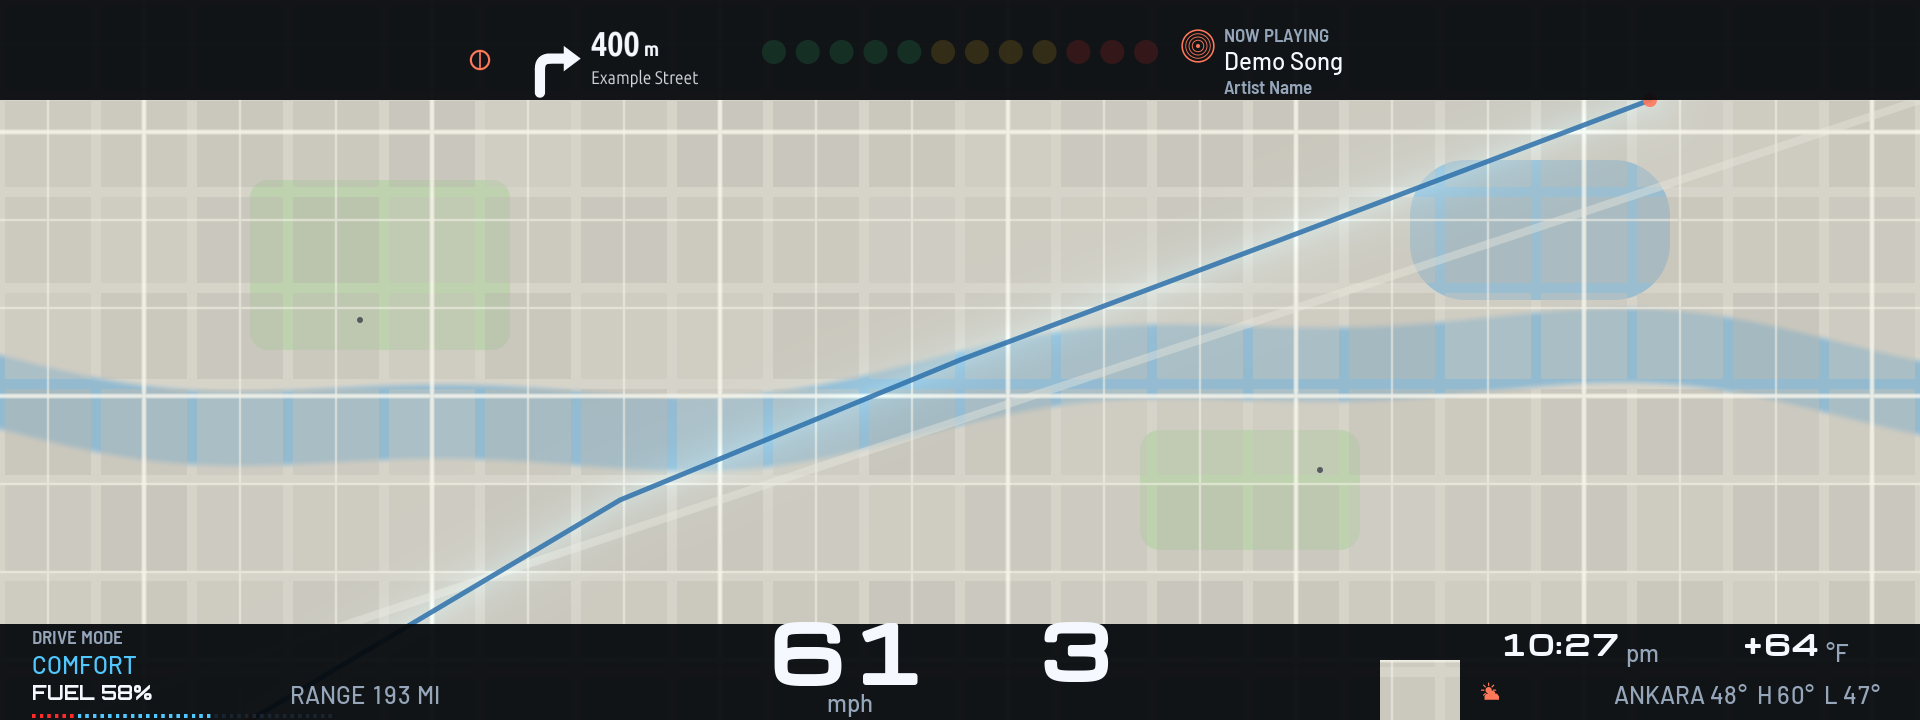 400 m
Example Street
NOW PLAYING
Demo Song
Artist Name
DRIVE MODE
COMFORT
FUEL 58%
RANGE 193 MI
61
mph
3
10:27 pm
+64 °F
ANKARA 48° H 60° L 47°